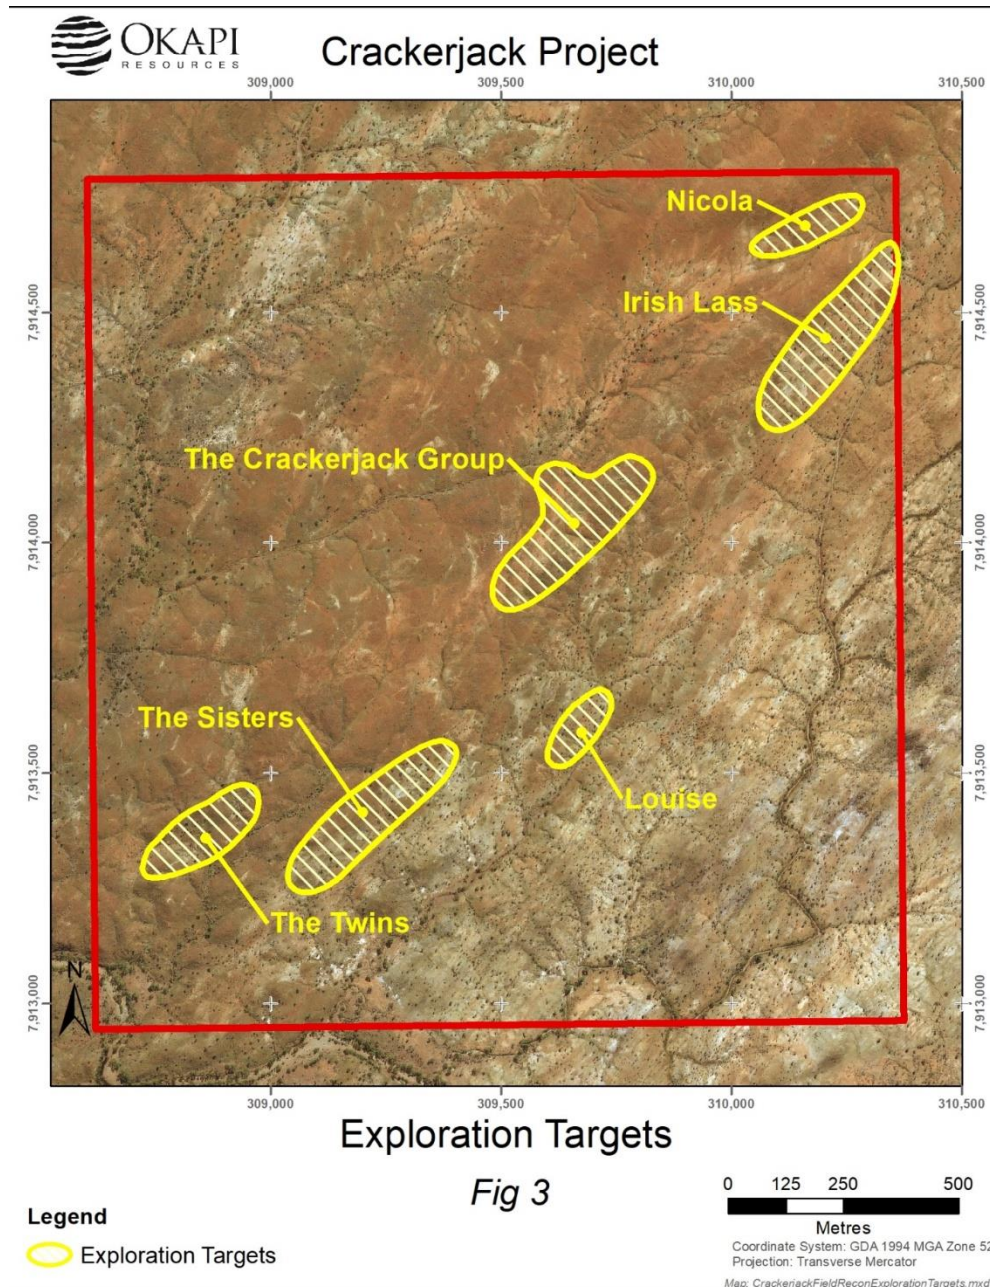 OKAPI
RESOURCES
Crackerjack Project
309,000 309,500 310,000 310,500
Nicola
7,914,500 Irish Lass 7,914,500
The Crackerjack Group
7,914,000 7,914,000
The Sisters
7,913,500 7,913,500
Louise
The Twins
N
7,913,000 7,913,000
309,000 309,500 310,000 310,500
Exploration Targets
Fig 3
Legend
Exploration Targets
0 125 250 500
Metres
Coordinate System: GDA 1994 MGA Zone 52
Projection: Transverse Mercator
Map: CrackerjackFieldReconExplorationTargets.mxd